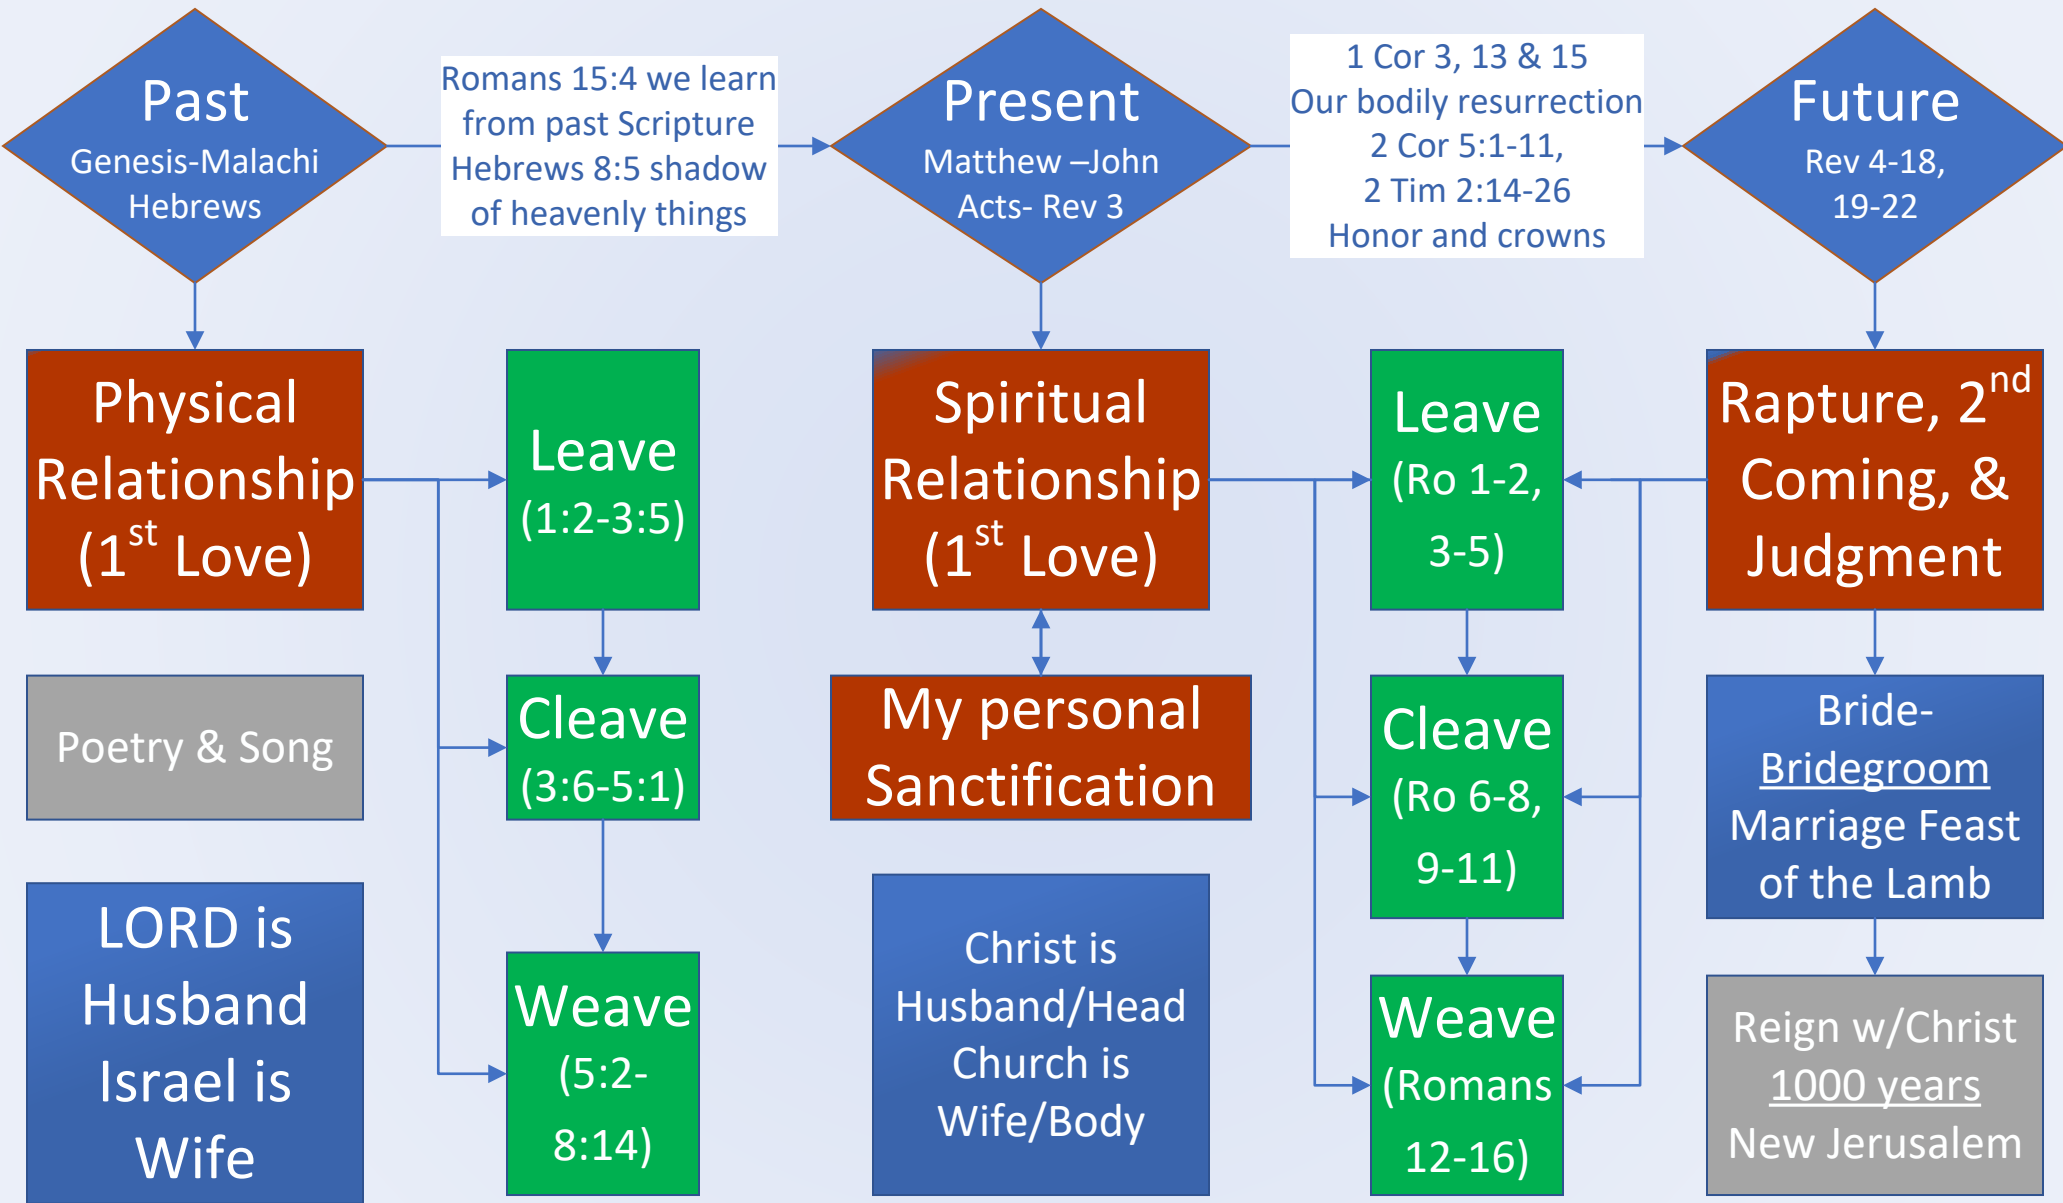 Past
Genesis-Malachi
Hebrews
Romans 15:4 we learn
from past Scripture
Hebrews 8:5 shadow
of heavenly things
Present
Matthew –John
Acts- Rev 3
1 Cor 3, 13 & 15
Our bodily resurrection
2 Cor 5:1-11,
2 Tim 2:14-26
Honor and crowns
Future
Rev 4-18,
19-22
Physical
Relationship
(1st Love)
Leave
(1:2-3:5)
Spiritual
Relationship
(1st Love)
Leave
(Ro 1-2,
3-5)
Rapture, 2nd
Coming, &
Judgment
Poetry & Song
Cleave
(3:6-5:1)
My personal
Sanctification
Cleave
(Ro 6-8,
9-11)
Bride-
Bridegroom
Marriage Feast
of the Lamb
LORD is
Husband
Israel is
Wife
Weave
(5:2-
8:14)
Christ is
Husband/Head
Church is
Wife/Body
Weave
(Romans
12-16)
Reign w/Christ
1000 years
New Jerusalem